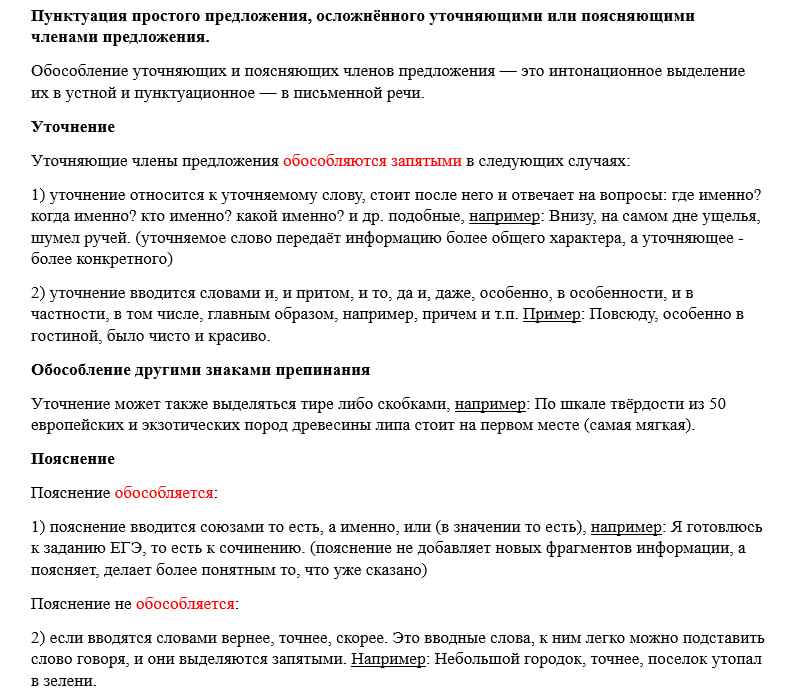 Пунктуация простого предложения, осложнённого уточняющими или поясняющими
членами предложения.
Обособление уточняющих и поясняющих членов предложения — это интонационное выделение
их в устной и пунктуационное — в письменной речи.
Уточнение
Уточняющие члены предложения обособляются запятыми в следующих случаях:
1) уточнение относится к уточняемому слову, стоит после него и отвечает на вопросы: где именно?
когда именно? кто именно? какой именно? и др. подобные, например: Внизу, на самом дне ущелья,
шумел ручей. (уточняемое слово передаёт информацию более общего характера, а уточняющее -
более конкретного)
2) уточнение вводится словами и, и притом, и то, да и, даже, особенно, в особенности, и в
частности, в том числе, главным образом, например, причем и т.п. Пример: Повсюду, особенно в
гостиной, было чисто и красиво.
Обособление другими знаками препинания
Уточнение может также выделяться тире либо скобками, например: По шкале твёрдости из 50
европейских и экзотических пород древесины липа стоит на первом месте (самая мягкая).
Пояснение
Пояснение обособляется:
1) пояснение вводится союзами то есть, а именно, или (в значении то есть), например: Я готовлюсь
к заданию ЕГЭ, то есть к сочинению. (пояснение не добавляет новых фрагментов информации, а
поясняет, делает более понятным то, что уже сказано)
Пояснение не обособляется:
2) если вводятся словами вернее, точнее, скорее. Это вводные слова, к ним легко можно подставить
слово говоря, и они выделяются запятыми. Например: Небольшой городок, точнее, поселок утопал
в зелени.